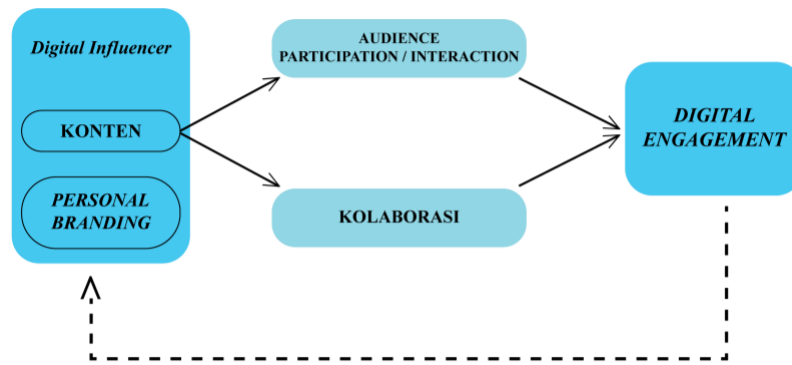 Digital Influencer
KONTEN
PERSONAL
BRANDING
AUDIENCE
PARTICIPATION / INTERACTION
KOLABORASI
DIGITAL
ENGAGEMENT